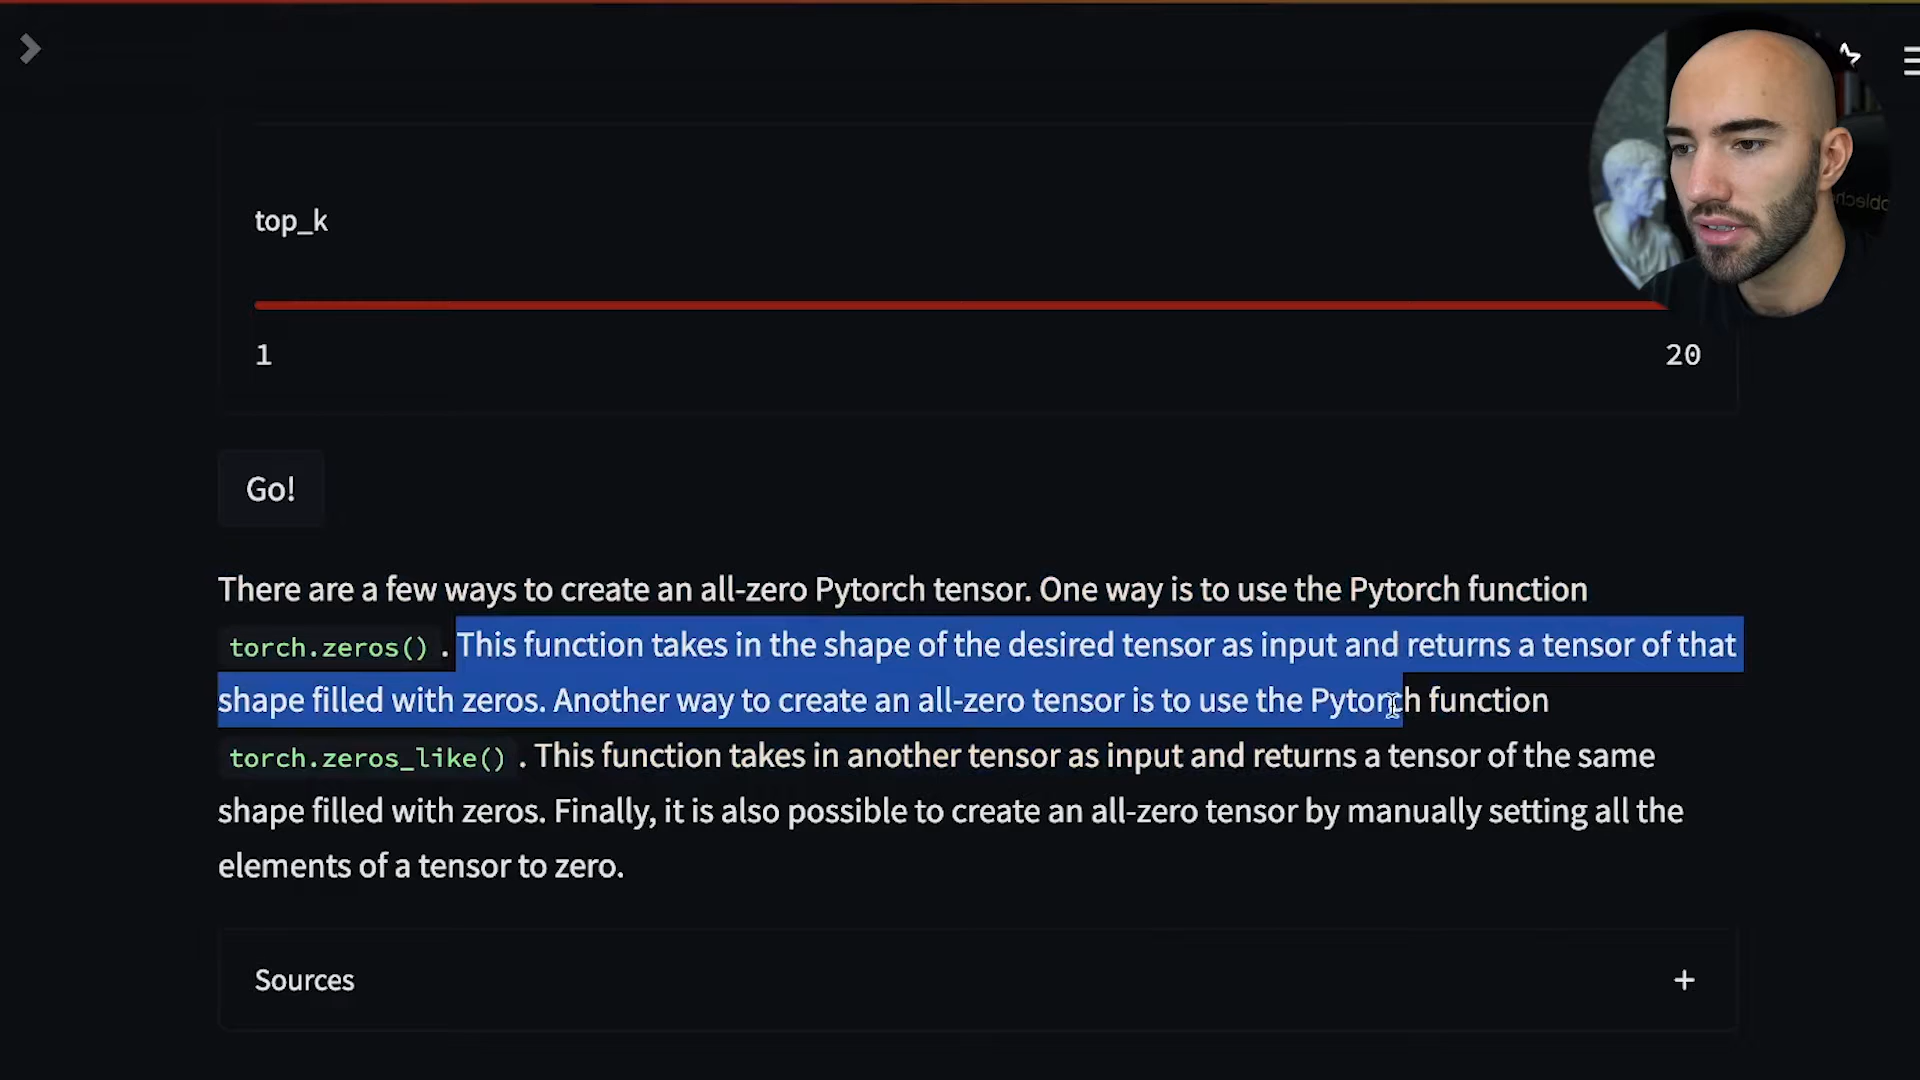 top_k
1 20
Go!
There are a few ways to create an all-zero Pytorch tensor. One way is to use the Pytorch function
torch.zeros() . This function takes in the shape of the desired tensor as input and returns a tensor of that
shape filled with zeros. Another way to create an all-zero tensor is to use the Pytorch function
torch.zeros_like() . This function takes in another tensor as input and returns a tensor of the same
shape filled with zeros. Finally, it is also possible to create an all-zero tensor by manually setting all the
elements of a tensor to zero.
Sources +